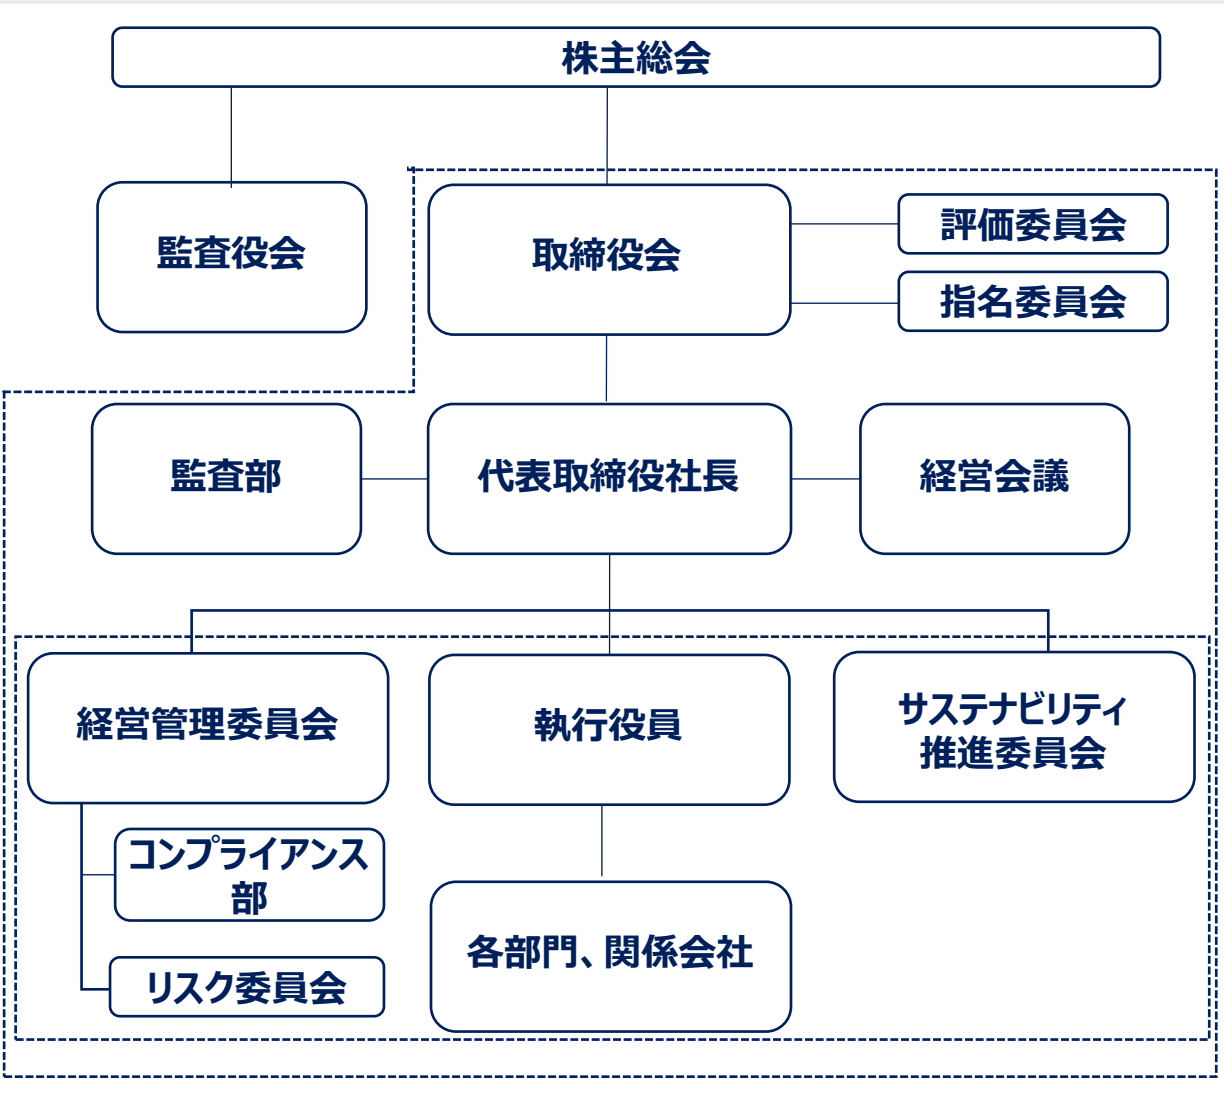 株主総会
監査役会
取締役会
評価委員会
指名委員会
監査部
代表取締役社長
経営会議
経営管理委員会
執行役員
サステナビリティ
推進委員会
コンプライアンス
部
リスク委員会
各部門、関係会社